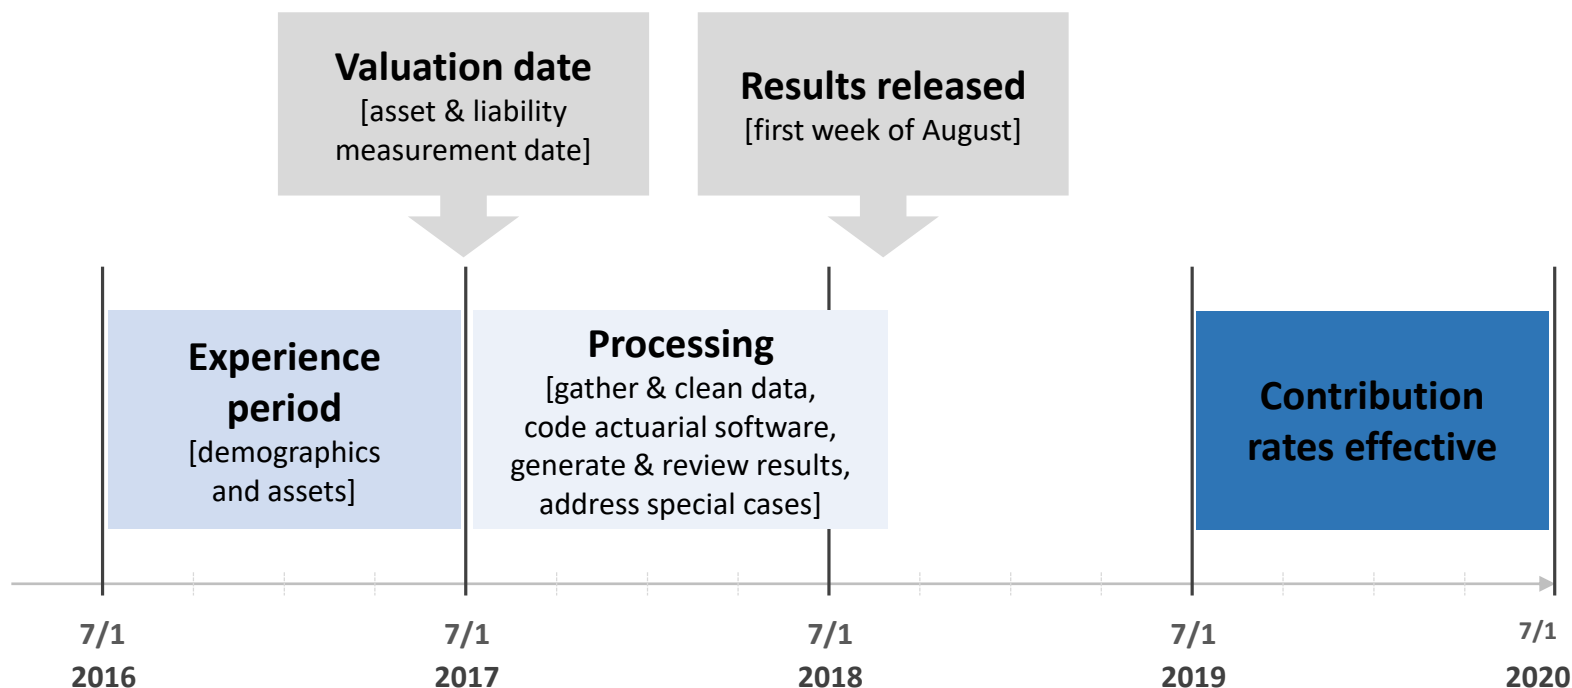 Valuation date
[asset & liability
measurement date]
Results released
[first week of August]
Experience
period
[demographics
and assets]
Processing
[gather & clean data,
code actuarial software,
generate & review results,
address special cases]
Contribution
rates effective
7/1
2016
7/1
2017
7/1
2018
7/1
2019
7/1
2020